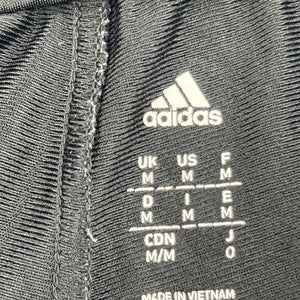 adidas
UK US F
M M M
D I E
M M M
CDN J
M/M O
MADE IN VIETNAM